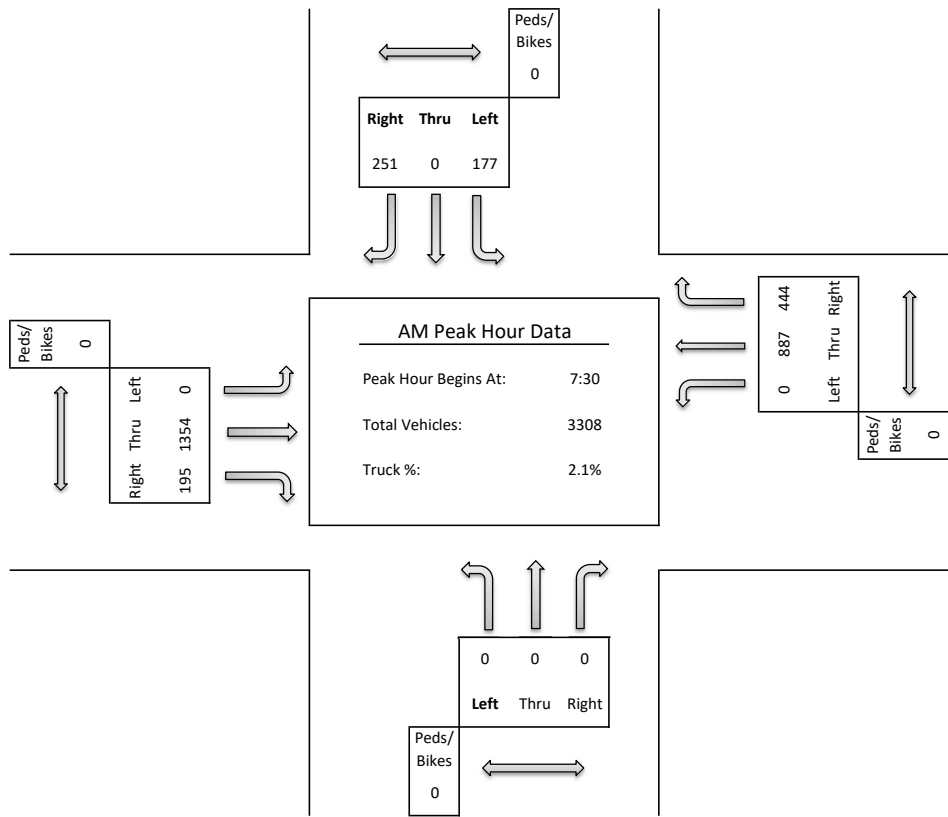 Peds/
Bikes
0
Right Thru Left
251 0 177
Peds/
Bikes
0
Right Thru Left
195 1354 0
AM Peak Hour Data
Peak Hour Begins At: 7:30
Total Vehicles: 3308
Truck %: 2.1%
0 887 444
Left Thru Right
Peds/
Bikes
0
0 0 0
Left Thru Right
Peds/
Bikes
0